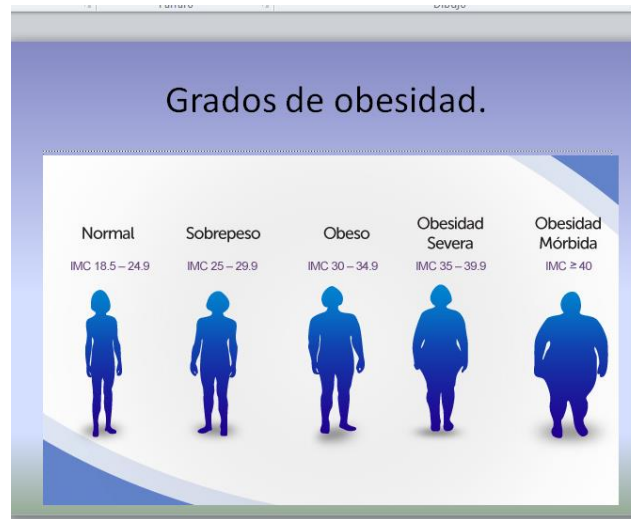 Dibujo
Grados de obesidad.
Normal
IMC 18.5 – 24.9
Sobrepeso
IMC 25 – 29.9
Obeso
IMC 30 – 34.9
Obesidad
Severa
IMC 35 – 39.9
Obesidad
Mórbida
IMC ≥ 40